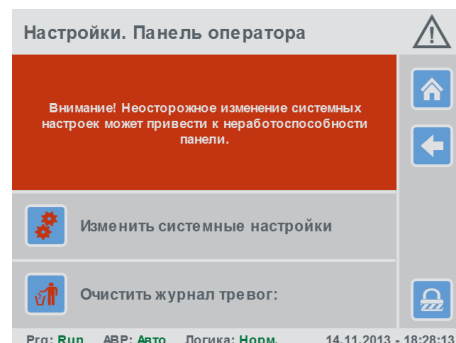 Настройки. Панель оператора
Внимание! Неосторожное изменение системных
настроек может привести к неработоспособности
панели.
Изменить системные настройки
Очистить журнал тревог:
Prg: Run АВР: Авто Логика: Норм. 14.11.2013 - 18:28:13